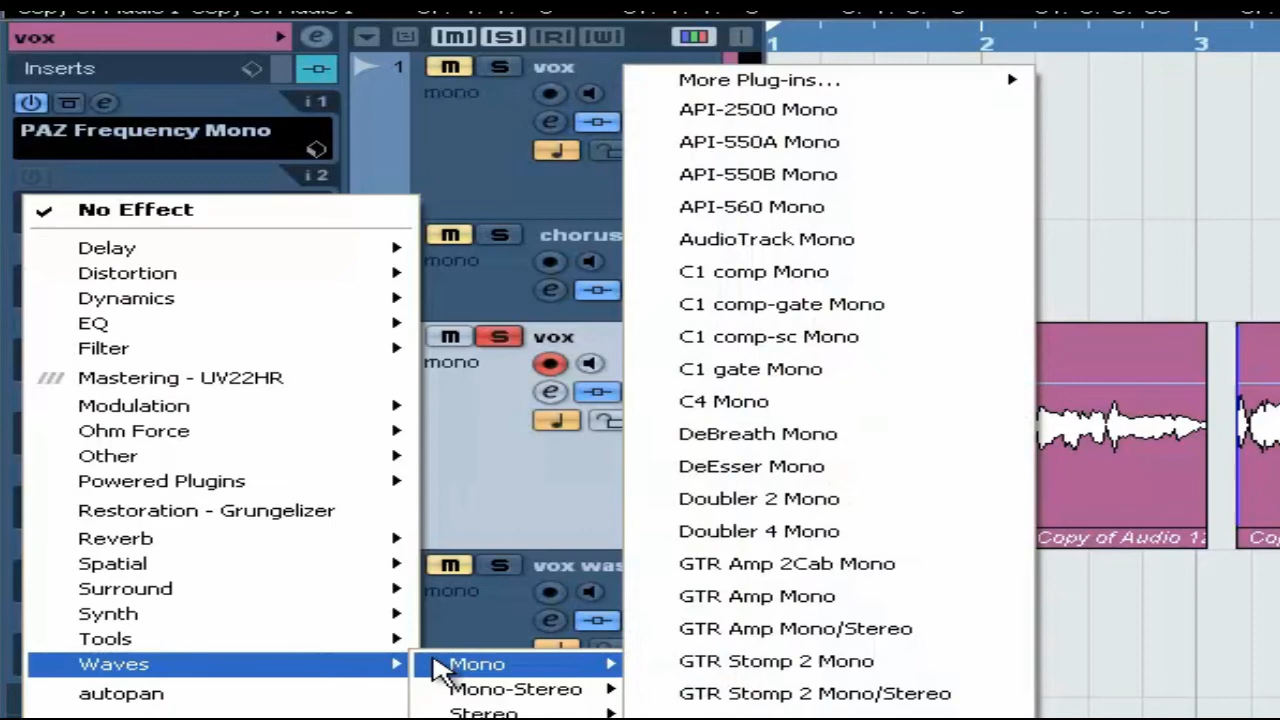 vox
Inserts
i 1
PAZ Frequency Mono
i 2
No Effect
Delay
Distortion
Dynamics
EQ
Filter
Mastering - UV22HR
Modulation
Ohm Force
Other
Powered Plugins
Restoration - Grungelizer
Reverb
Spatial
Surround
Synth
Tools
Waves
autopan
Mono
Mono-Stereo
Stereo
m S R W
1 m S vox
mono
e
m S chorus
mono
e
m S vox
mono
e
m S vox was
mono
e
More Plug-ins...
API-2500 Mono
API-550A Mono
API-550B Mono
API-560 Mono
AudioTrack Mono
C1 comp Mono
C1 comp-gate Mono
C1 comp-sc Mono
C1 gate Mono
C4 Mono
DeBreath Mono
DeEsser Mono
Doubler 2 Mono
Doubler 4 Mono
GTR Amp 2Cab Mono
GTR Amp Mono
GTR Amp Mono/Stereo
GTR Stomp 2 Mono
GTR Stomp 2 Mono/Stereo
1 2 3
Copy of Audio 12
Co